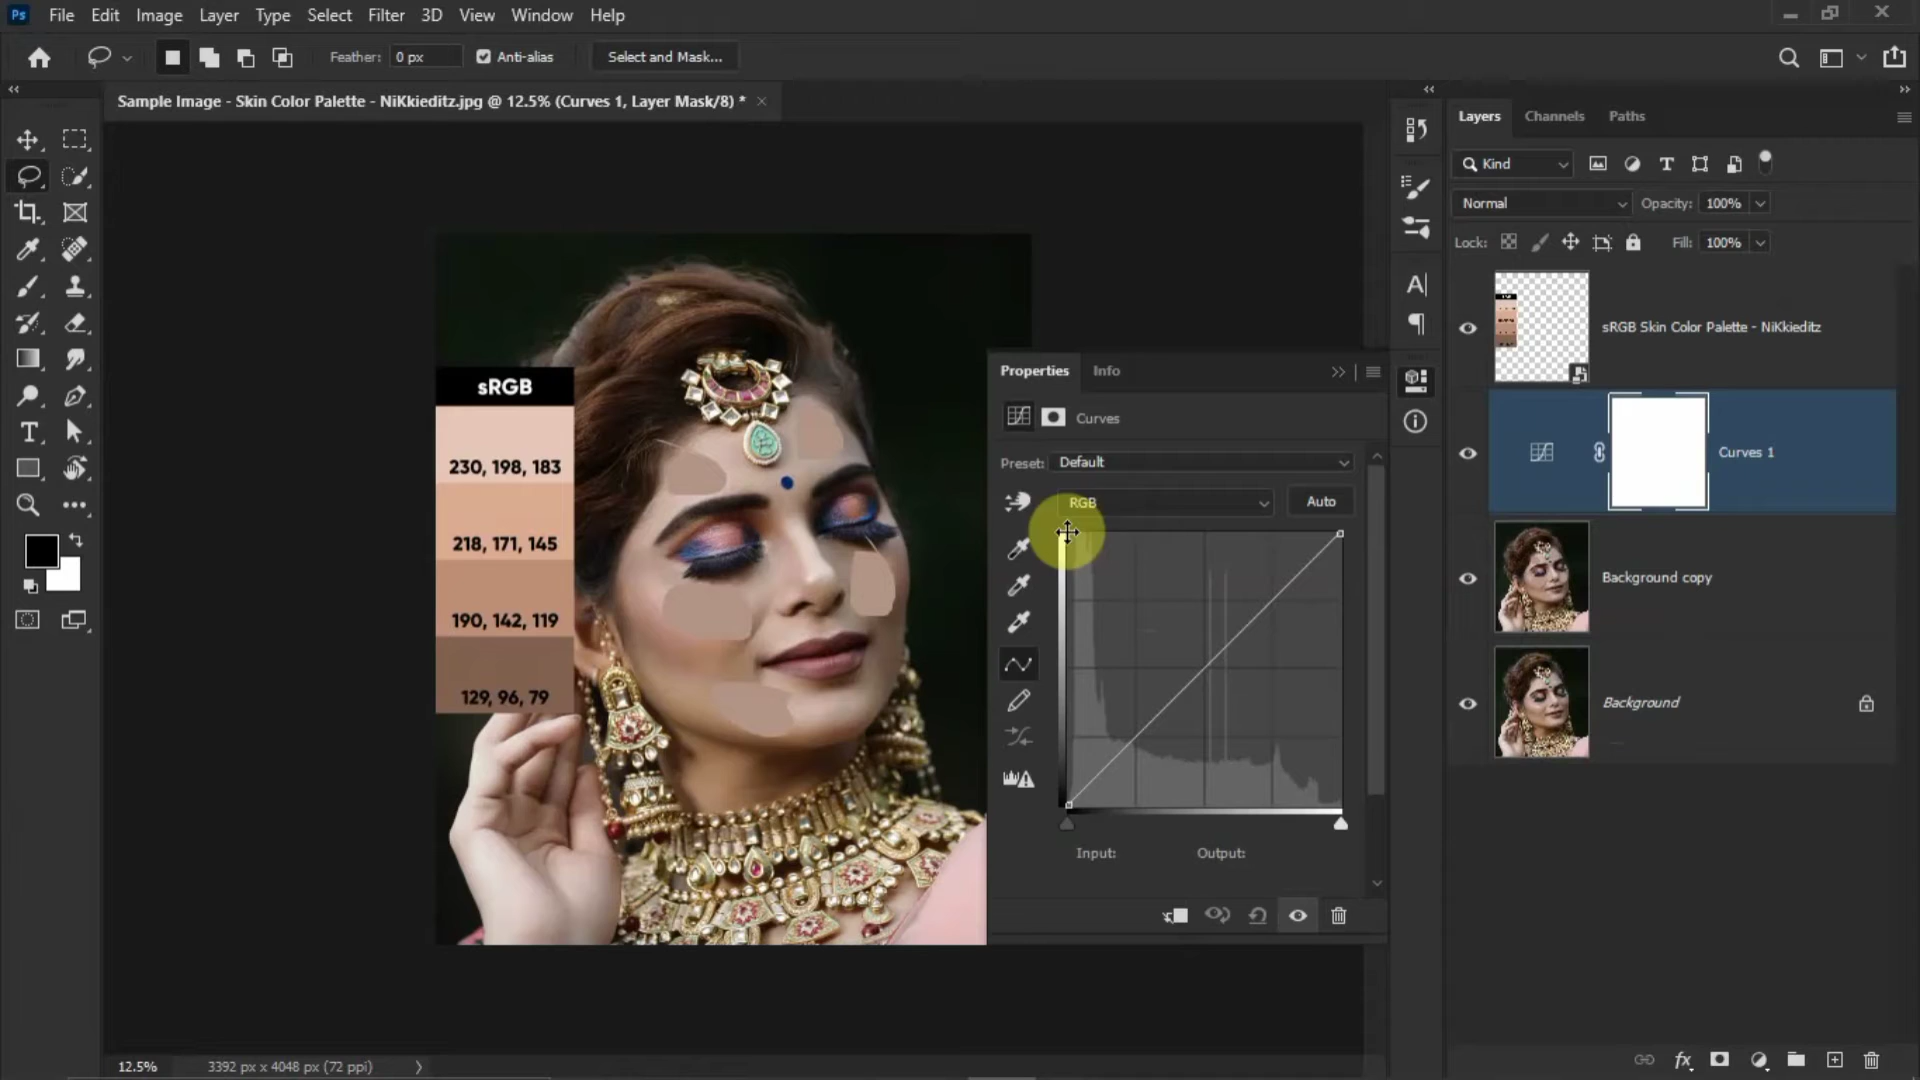 Ps File Edit Image Layer Type Select Filter 3D View Window Help
Feather: 0 px Anti-alias Select and Mask...
Sample Image - Skin Color Palette - NiKkieditz.jpg @ 12.5% (Curves 1, Layer Mask/8) *
sRGB
230, 198, 183
218, 171, 145
190, 142, 119
129, 96, 79
Properties Info
Curves
Preset: Default
RGB Auto
Input: Output:
Layers Channels Paths
Kind
Normal Opacity: 100%
Lock: Fill: 100%
sRGB Skin Color Palette - NiKkieditz
Curves 1
Background copy
Background
12.5% 3392 px x 4048 px (72 ppi)